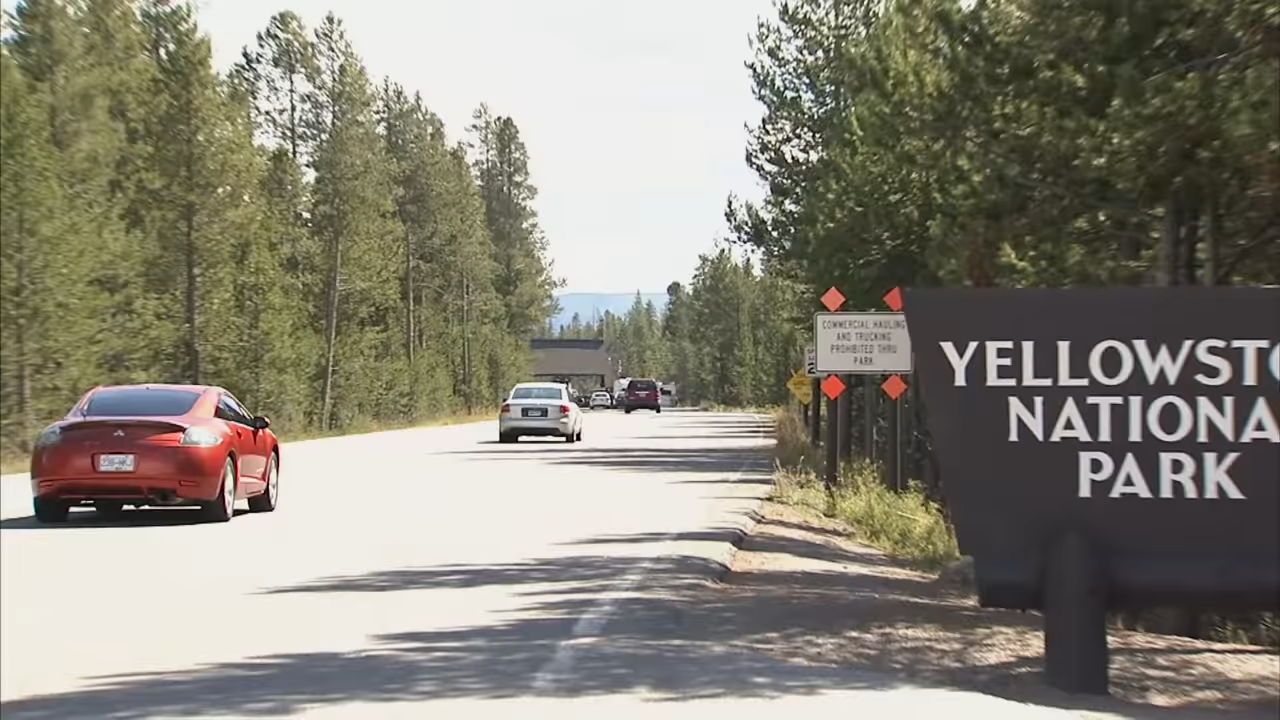 COMMERCIAL HAULING
AND TRUCKING
PROHIBITED THRU
PARK
YELLOWSTO
NATIONA
PARK